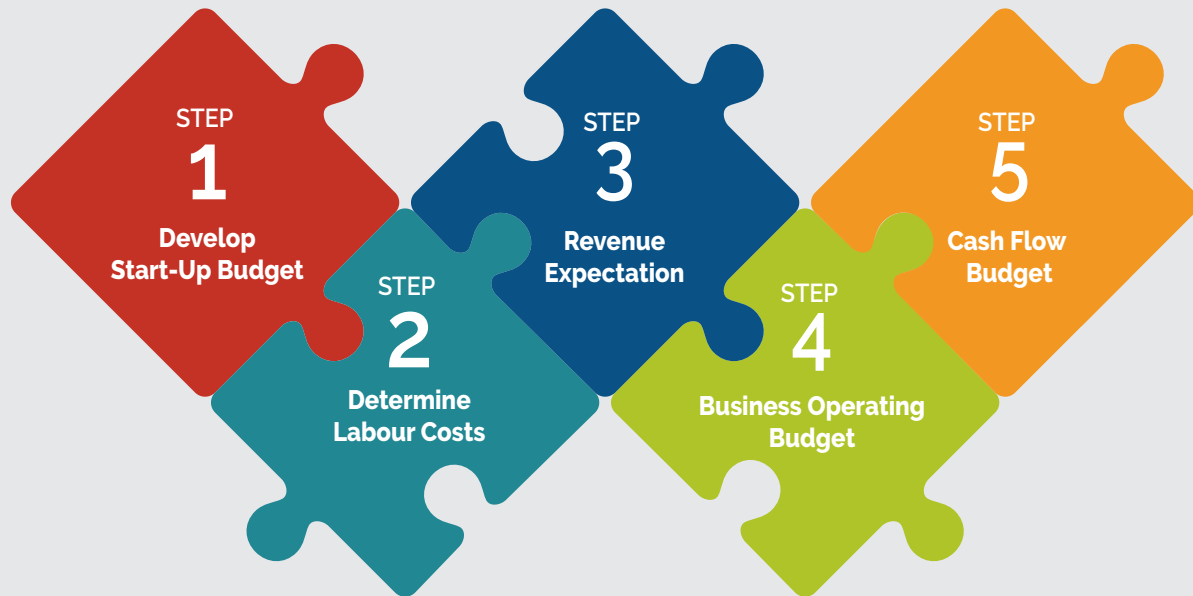 STEP
1
Develop
Start-Up Budget
STEP
2
Determine
Labour Costs
STEP
3
Revenue
Expectation
STEP
4
Business Operating
Budget
STEP
5
Cash Flow
Budget